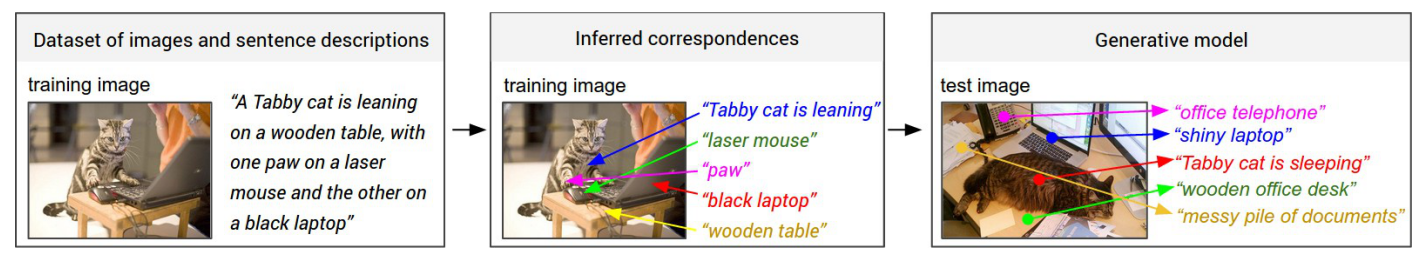 Dataset of images and sentence descriptions
training image
“A Tabby cat is leaning
on a wooden table, with
one paw on a laser
mouse and the other on
a black laptop”
Inferred correspondences
training image
“Tabby cat is leaning”
“laser mouse”
“paw”
“black laptop”
“wooden table”
Generative model
test image
“office telephone”
“shiny laptop”
“Tabby cat is sleeping”
“wooden office desk”
“messy pile of documents”